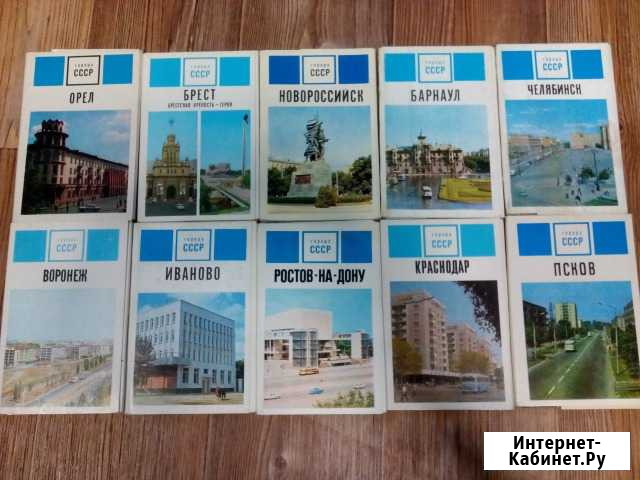 ГОРОДА
СССР
ОРЕЛ
ГОРОДА
СССР
БРЕСТ
БРЕСТСКАЯ КРЕПОСТЬ-ГЕРОЙ
ГОРОДА
СССР
НОВОРОССИЙСК
ГОРОДА
СССР
БАРНАУЛ
ГОРОДА
СССР
ЧЕЛЯБИНСК
ГОРОДА
СССР
ВОРОНЕЖ
ГОРОДА
СССР
ИВАНОВО
ГОРОДА
СССР
РОСТОВ-НА-ДОНУ
ГОРОДА
СССР
КРАСНОДАР
ГОРОДА
СССР
ПСКОВ
Интернет-
Кабинет.Ру